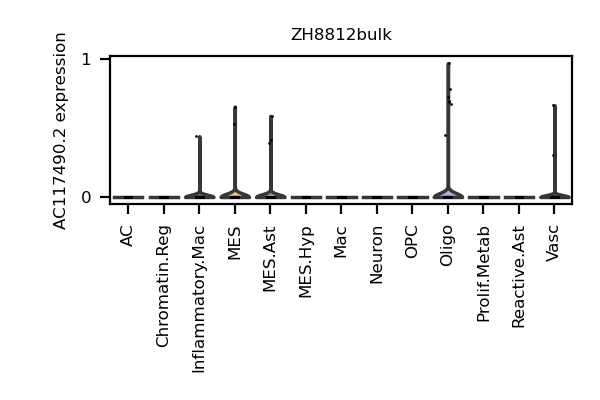 ZH8812bulk
AC117490.2 expression
1
0
AC
Chromatin.Reg
Inflammatory.Mac
MES
MES.Ast
MES.Hyp
Mac
Neuron
OPC
Oligo
Prolif.Metab
Reactive.Ast
Vasc